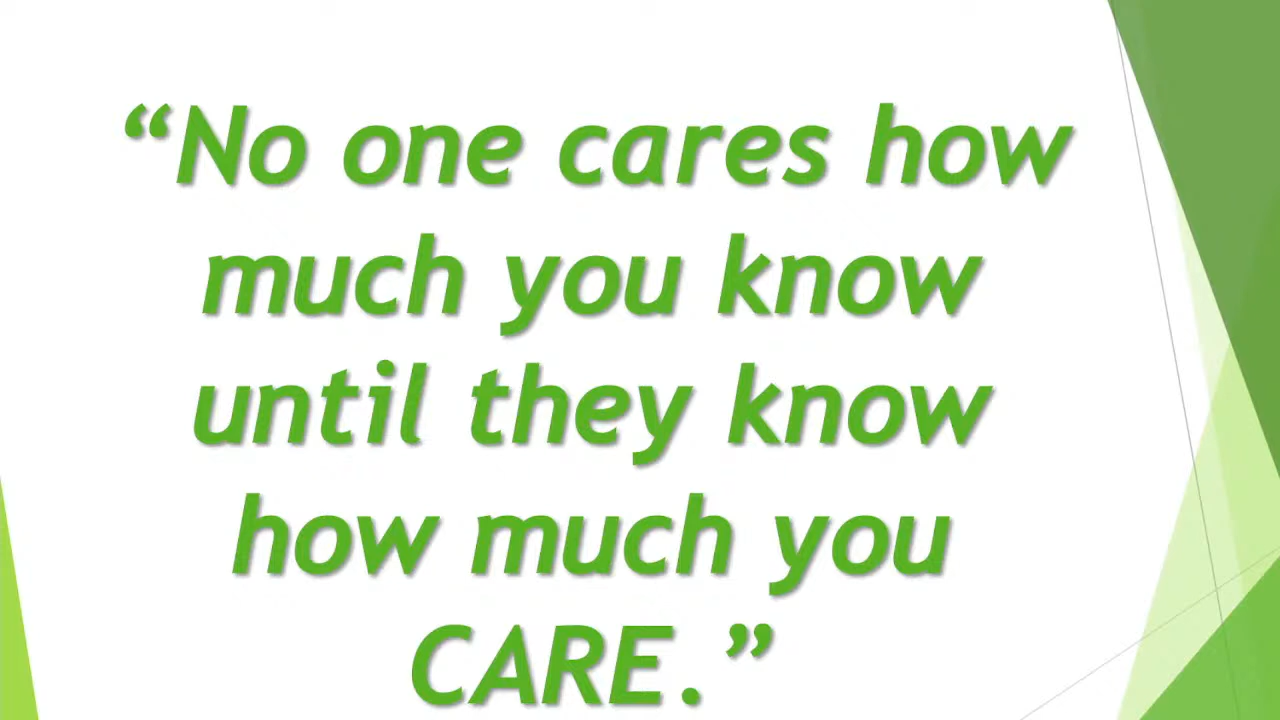 “No one cares how
much you know
until they know
how much you
CARE.”